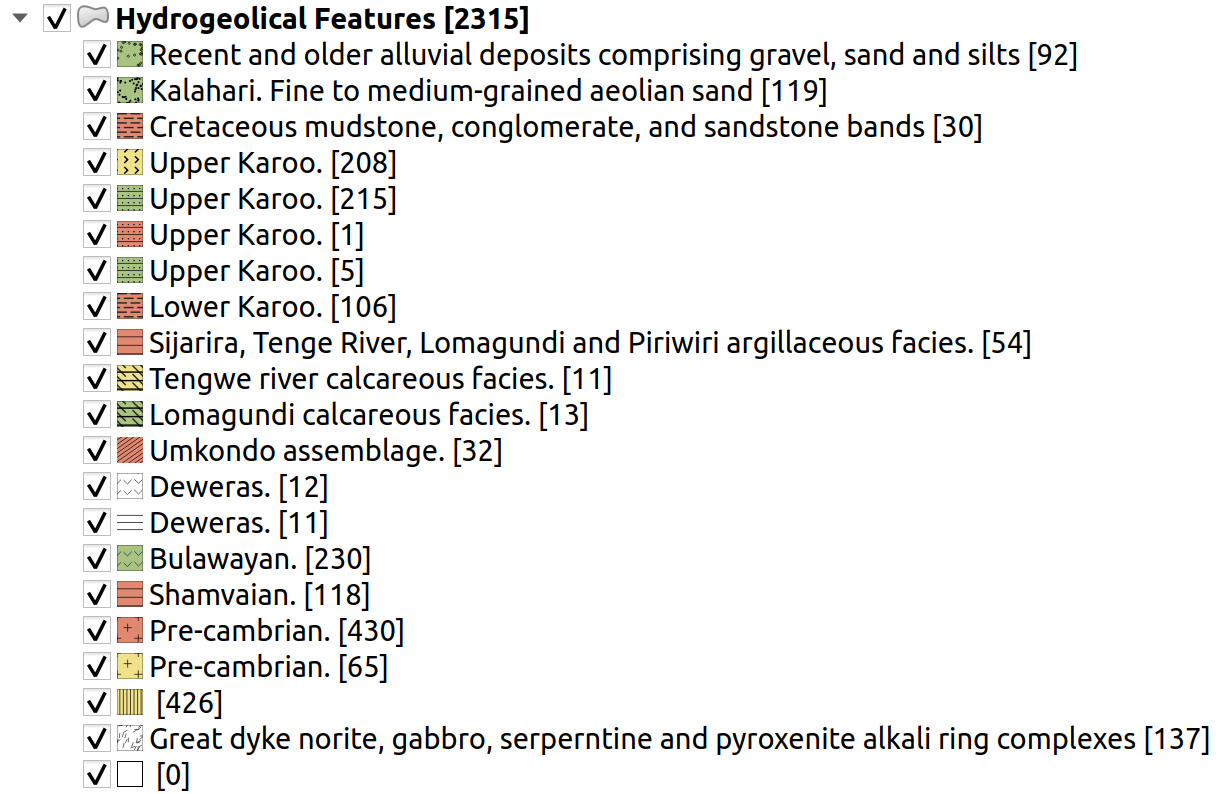 Hydrogeolical Features [2315]
Recent and older alluvial deposits comprising gravel, sand and silts [92]
Kalahari. Fine to medium-grained aeolian sand [119]
Cretaceous mudstone, conglomerate, and sandstone bands [30]
Upper Karoo. [208]
Upper Karoo. [215]
Upper Karoo. [1]
Upper Karoo. [5]
Lower Karoo. [106]
Sijarira, Tenge River, Lomagundi and Piriwiri argillaceous facies. [54]
Tengwe river calcareous facies. [11]
Lomagundi calcareous facies. [13]
Umkondo assemblage. [32]
Deweras. [12]
Deweras. [11]
Bulawayan. [230]
Shamvaian. [118]
Pre-cambrian. [430]
Pre-cambrian. [65]
[426]
Great dyke norite, gabbro, serperntine and pyroxenite alkali ring complexes [137]
[0]